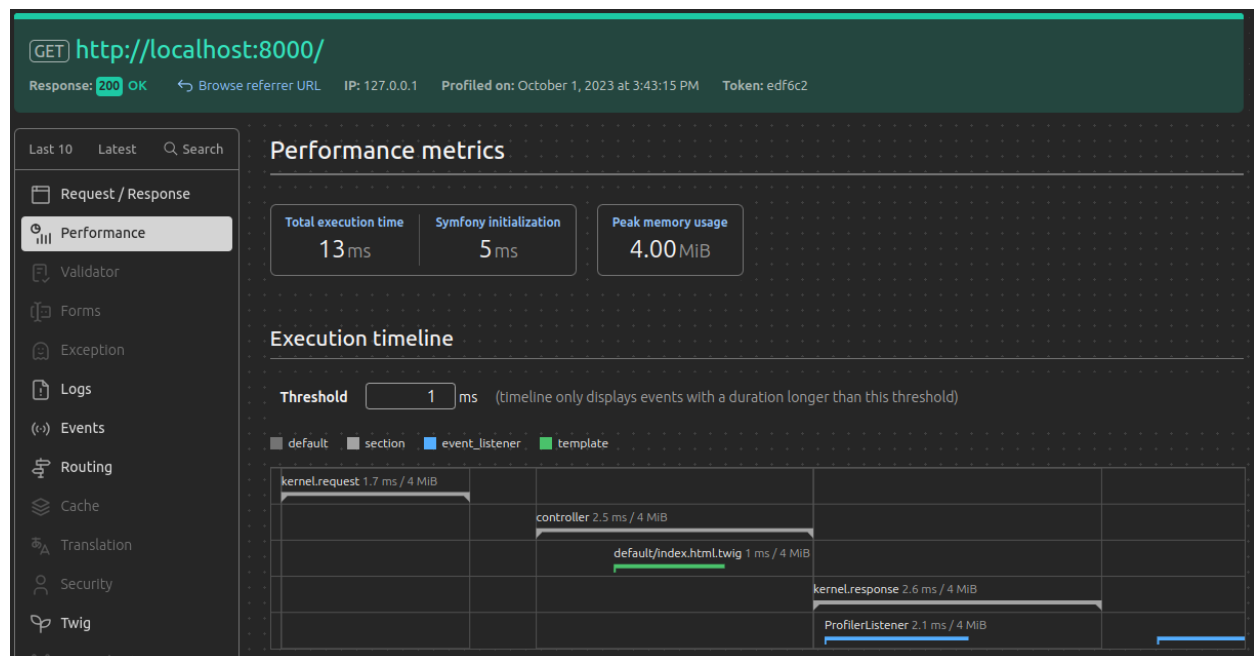 GET http://localhost:8000/
Response: 200 OK Browse referrer URL IP: 127.0.0.1 Profiled on: October 1, 2023 at 3:43:15 PM Token: edf6c2
Last 10 Latest Search
Request / Response
Performance
Validator
Forms
Exception
Logs
Events
Routing
Cache
Translation
Security
Twig
Performance metrics
Total execution time
13 ms
Symfony initialization
5 ms
Peak memory usage
4.00 MiB
Execution timeline
Threshold 1 ms (timeline only displays events with a duration longer than this threshold)
default section event_listener template
kernel.request 1.7 ms / 4 MiB
controller 2.5 ms / 4 MiB
default/index.html.twig 1 ms / 4 MiB
kernel.response 2.6 ms / 4 MiB
ProfilerListener 2.1 ms / 4 MiB